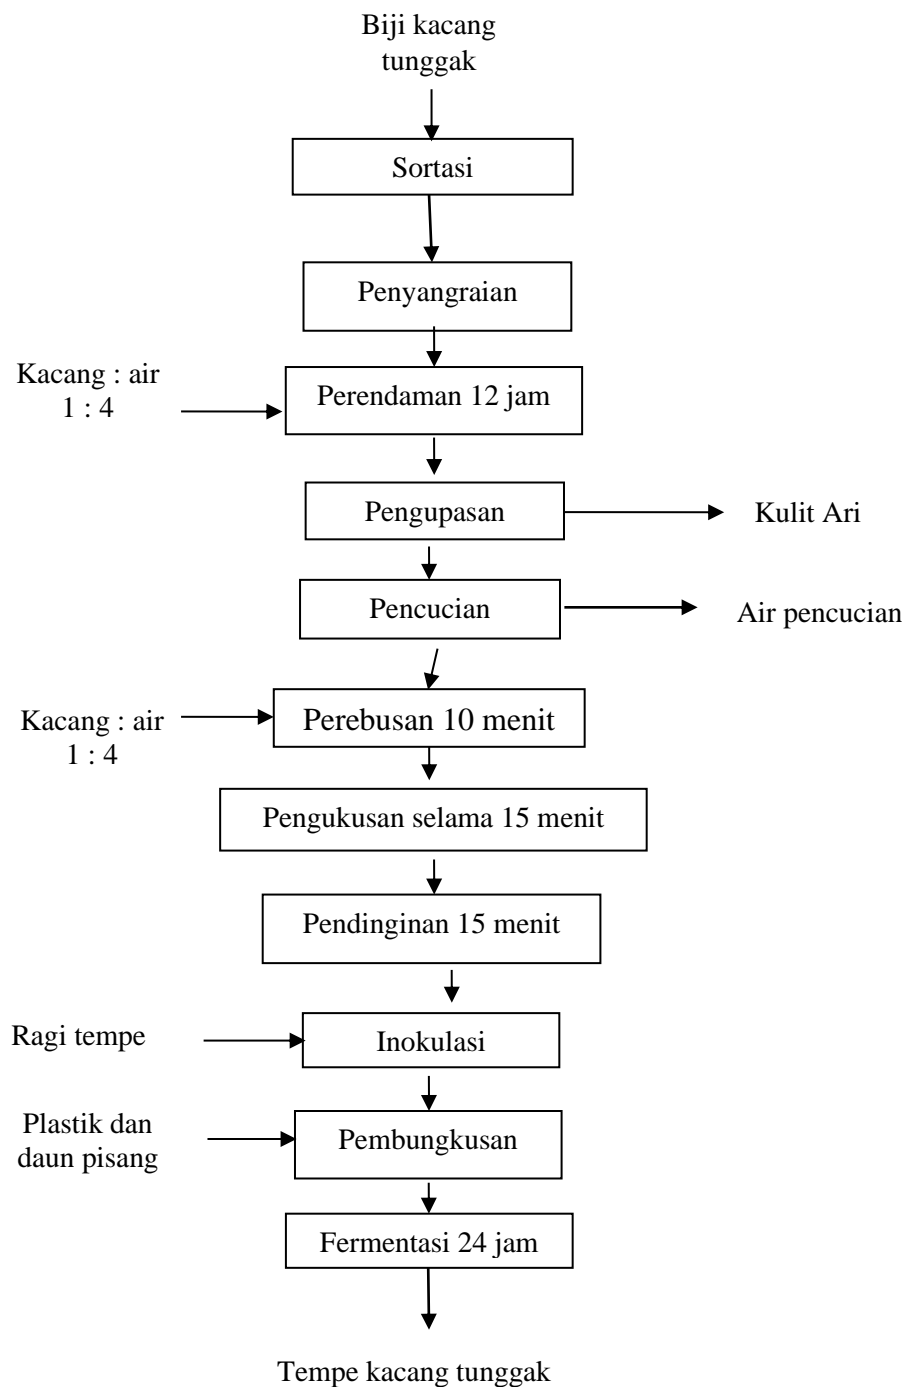 Biji kacang
tunggak
Sortasi
Penyangraian
Kacang : air
1 : 4
Perendaman 12 jam
Pengupasan
Kulit Ari
Pencucian
Air pencucian
Kacang : air
1 : 4
Perebusan 10 menit
Pengukusan selama 15 menit
Pendinginan 15 menit
Ragi tempe
Inokulasi
Plastik dan
daun pisang
Pembungkusan
Fermentasi 24 jam
Tempe kacang tunggak